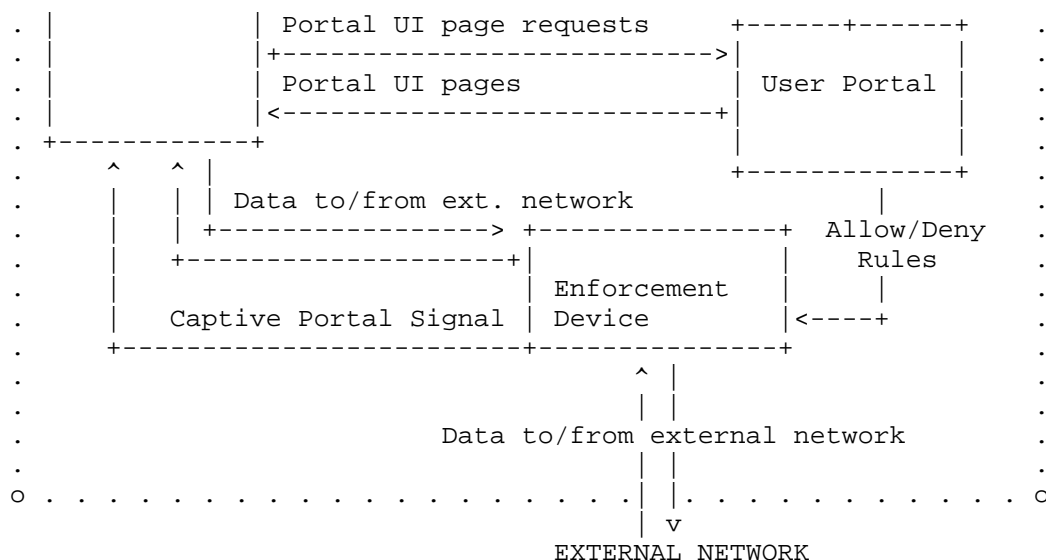 Portal UI page requests
Portal UI pages
User Portal
Data to/from ext. network
Allow/Deny
Rules
Enforcement
Captive Portal Signal
Device
Data to/from external network
EXTERNAL NETWORK